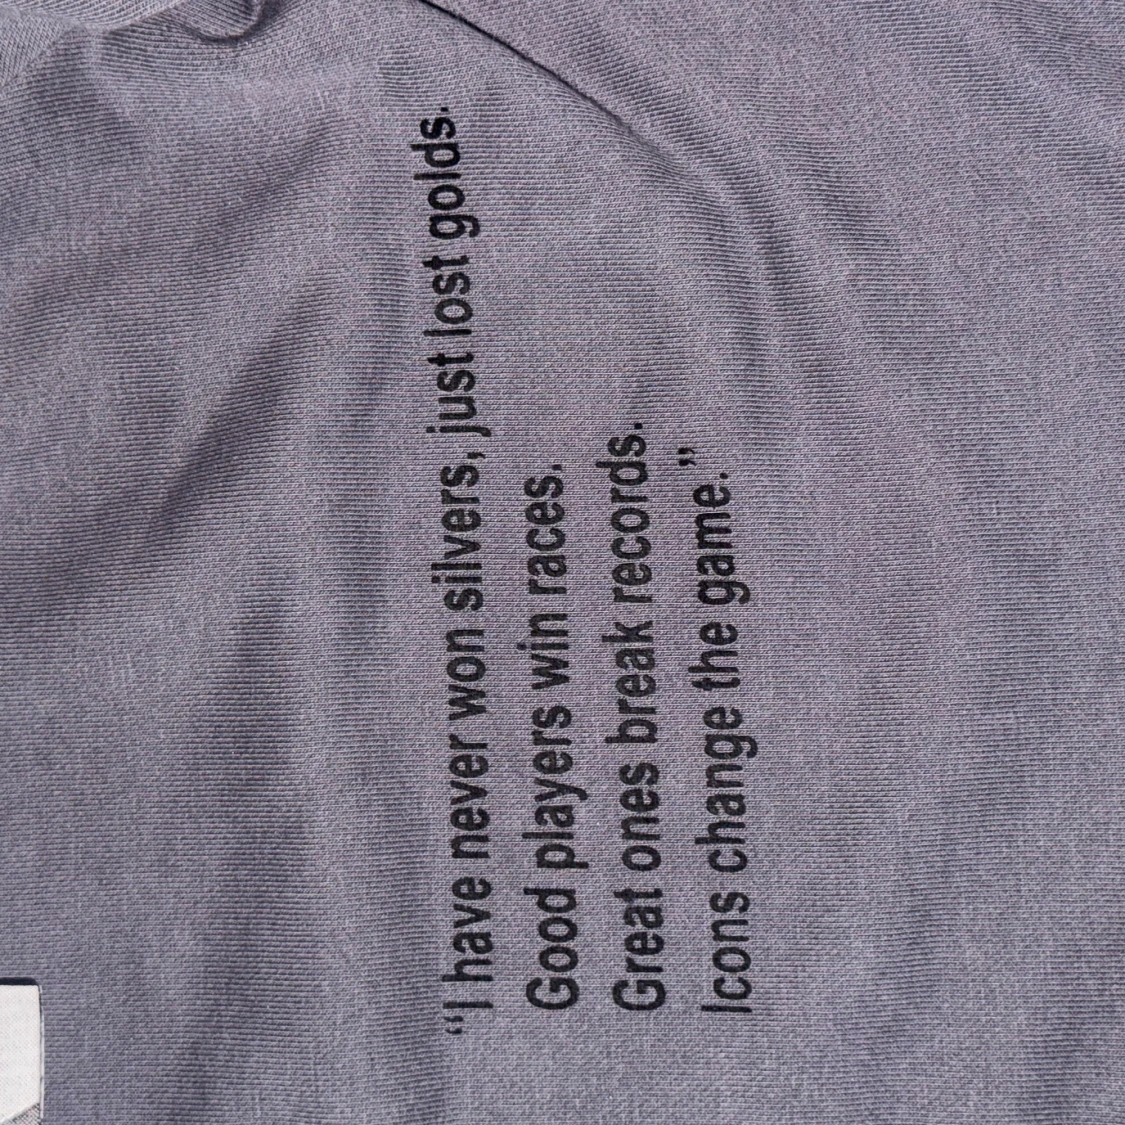 “I have never won silvers, just lost golds.
Good players win races.
Great ones break records.
Icons change the game.”